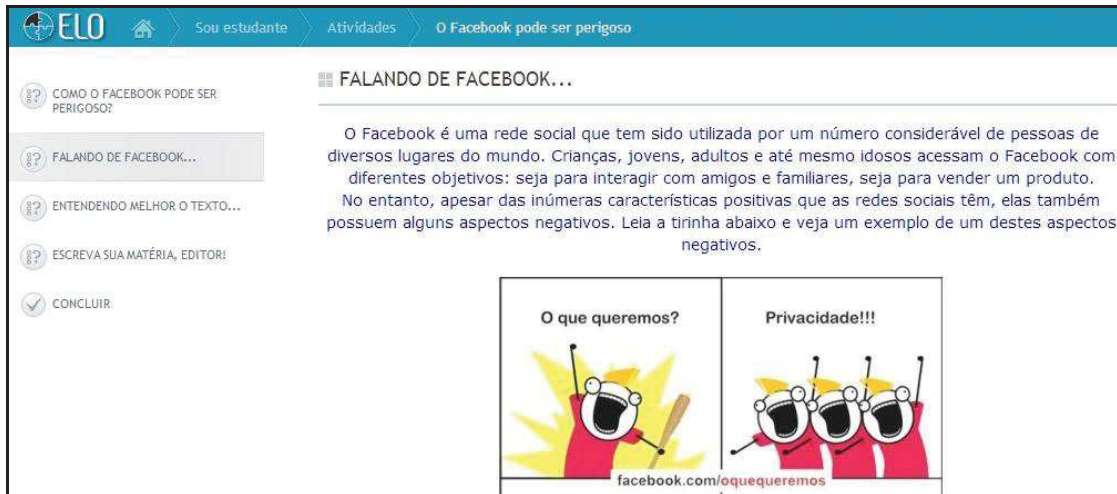 ELO Sou estudante Atividades O Facebook pode ser perigoso
COMO O FACEBOOK PODE SER
PERIGOSO?
FALANDO DE FACEBOOK...
ENTENDENDO MELHOR O TEXTO...
ESCREVA SUA MATÉRIA, EDITOR!
CONCLUIR
FALANDO DE FACEBOOK...
O Facebook é uma rede social que tem sido utilizada por um número considerável de pessoas de
diversos lugares do mundo. Crianças, jovens, adultos e até mesmo idosos acessam o Facebook com
diferentes objetivos: seja para interagir com amigos e familiares, seja para vender um produto.
No entanto, apesar das inúmeras características positivas que as redes sociais têm, elas também
possuem alguns aspectos negativos. Leia a tirinha abaixo e veja um exemplo de um destes aspectos
negativos.
O que queremos?
Privacidade!!!
facebook.com/oquequeremos